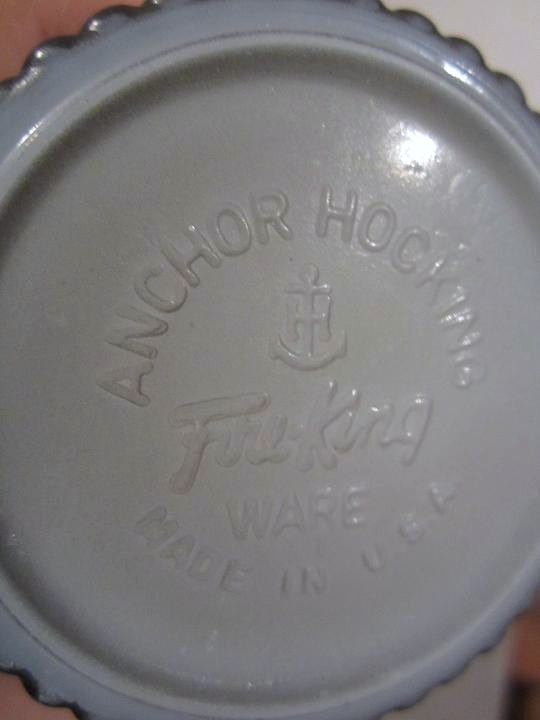 ANCHOR HOCKING
H
Fire-King
WARE
MADE IN U.S.A.